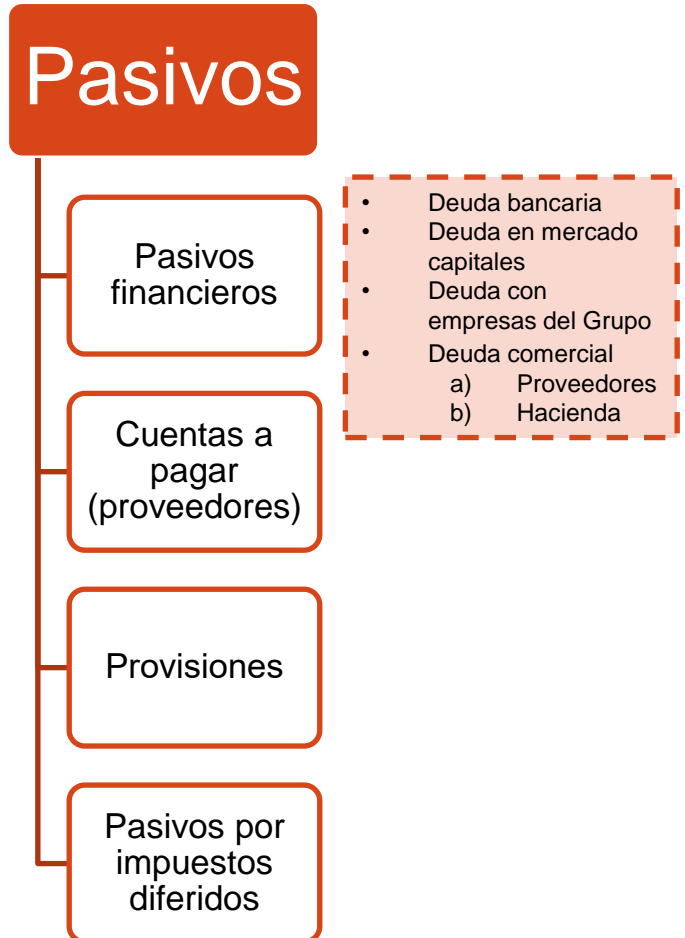 Pasivos
Pasivos
financieros
• Deuda bancaria
• Deuda en mercado
capitales
• Deuda con
empresas del Grupo
• Deuda comercial
a) Proveedores
b) Hacienda
Cuentas a
pagar
(proveedores)
Provisiones
Pasivos por
impuestos
diferidos